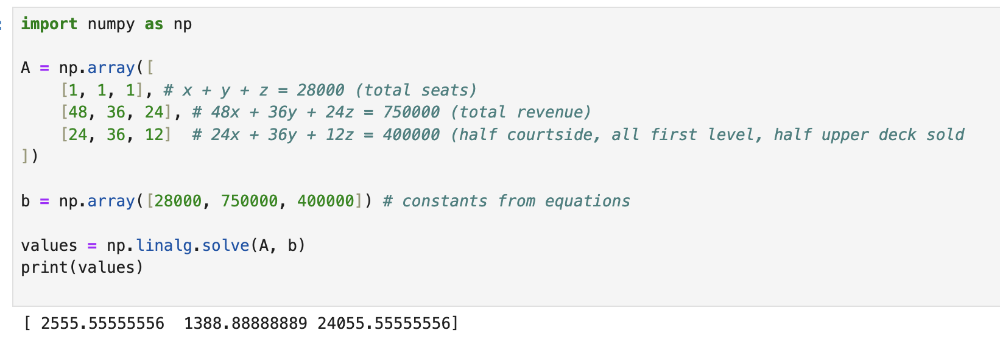 import numpy as np
A = np.array([
[1, 1, 1], # x + y + z = 28000 (total seats)
[48, 36, 24], # 48x + 36y + 24z = 750000 (total revenue)
[24, 36, 12]  # 24x + 36y + 12z = 400000 (half courtside, all first level, half upper deck sold
])
b = np.array([28000, 750000, 400000]) # constants from equations
values = np.linalg.solve(A, b)
print(values)
[ 2555.55555556  1388.88888889 24055.55555556]